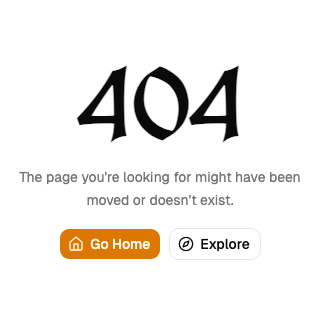 404
The page you're looking for might have been
moved or doesn't exist.
Go Home
Explore